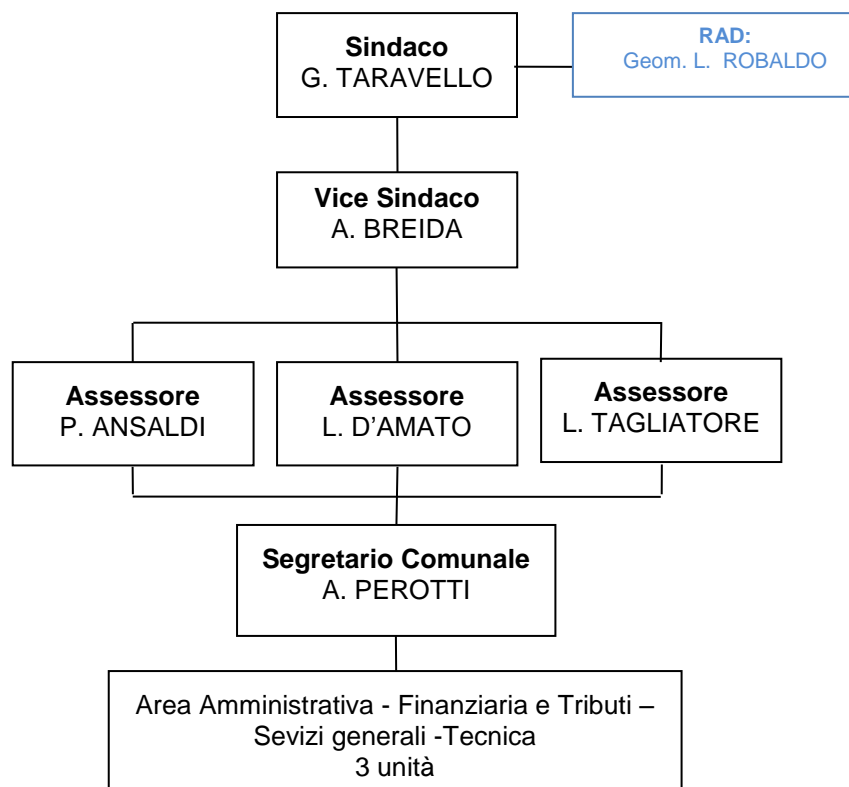 Sindaco
G. TARAVELLO
RAD:
Geom. L. ROBALDO
Vice Sindaco
A. BREIDA
Assessore
P. ANSALDI
Assessore
L. D'AMATO
Assessore
L. TAGLIATORE
Segretario Comunale
A. PEROTTI
Area Amministrativa - Finanziaria e Tributi –
Sevizi generali -Tecnica
3 unità